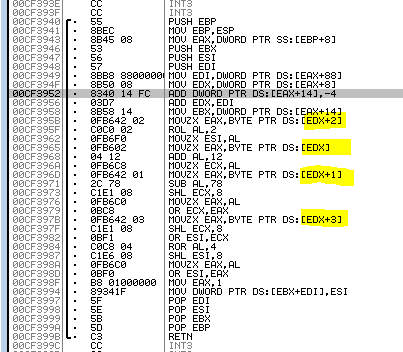 00CF393E CC INT3
00CF393F CC INT3
00CF3940 55 PUSH EBP
00CF3941 8BEC MOV EBP,ESP
00CF3943 8B45 08 MOV EAX,DWORD PTR SS:[EBP+8]
00CF3946 53 PUSH EBX
00CF3947 56 PUSH ESI
00CF3948 57 PUSH EDI
00CF3949 8BB8 88000000 MOV EDI,DWORD PTR DS:[EAX+88]
00CF394F 8B50 08 MOV EDX,DWORD PTR DS:[EAX+8]
00CF3952 8340 14 FC ADD DWORD PTR DS:[EAX+14],-4
00CF3956 03D7 ADD EDX,EDI
00CF3958 8B58 14 MOV EBX,DWORD PTR DS:[EAX+14]
00CF395B 0FB642 02 MOVZX EAX,BYTE PTR DS:[EDX+2]
00CF395F C0C0 02 ROL AL,2
00CF3962 0FB6F0 MOVZX ESI,AL
00CF3965 0FB602 MOVZX EAX,BYTE PTR DS:[EDX]
00CF3968 04 12 ADD AL,12
00CF396A 0FB6C8 MOVZX ECX,AL
00CF396D 0FB642 01 MOVZX EAX,BYTE PTR DS:[EDX+1]
00CF3971 2C 78 SUB AL,78
00CF3973 C1E1 08 SHL ECX,8
00CF3976 0FB6C0 MOVZX EAX,AL
00CF3979 0BC8 OR ECX,EAX
00CF397B 0FB642 03 MOVZX EAX,BYTE PTR DS:[EDX+3]
00CF397F C1E1 08 SHL ECX,8
00CF3982 0BF1 OR ESI,ECX
00CF3984 C0C8 04 ROR AL,4
00CF3987 C1E6 08 SHL ESI,8
00CF398A 0FB6C0 MOVZX EAX,AL
00CF398D 0BF0 OR ESI,EAX
00CF398F B8 01000000 MOV EAX,1
00CF3994 89341F MOV DWORD PTR DS:[EBX+EDI],ESI
00CF3997 5F POP EDI
00CF3998 5E POP ESI
00CF3999 5B POP EBX
00CF399A 5D POP EBP
00CF399B C3 RETN
00CF399C CC INT3